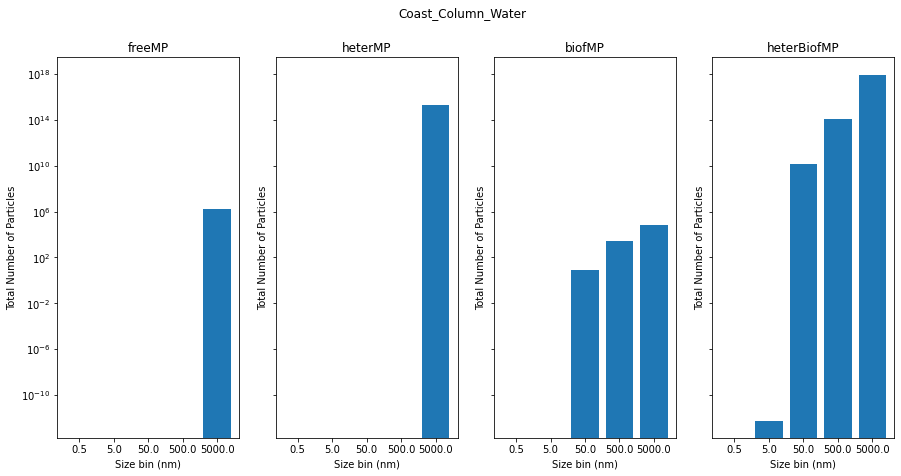 Coast_Column_Water
freeMP
heterMP
biofMP
heterBiofMP
Total Number of Particles
10^18
10^14
10^10
10^6
10^2
10^−2
10^−6
10^−10
0.5 5.0 50.0 500.0 5000.0
Size bin (nm)
Total Number of Particles
0.5 5.0 50.0 500.0 5000.0
Size bin (nm)
Total Number of Particles
0.5 5.0 50.0 500.0 5000.0
Size bin (nm)
Total Number of Particles
0.5 5.0 50.0 500.0 5000.0
Size bin (nm)